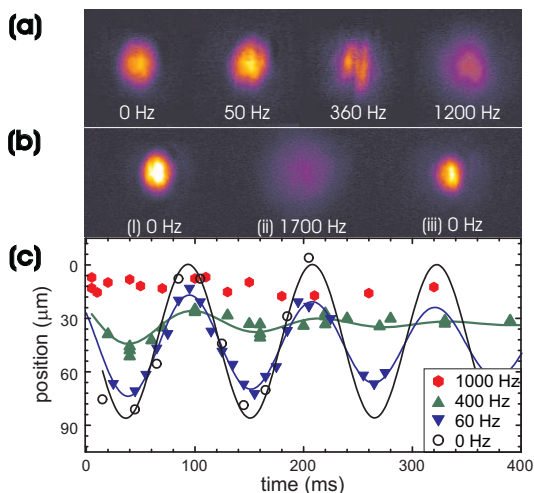 (a)
0 Hz 50 Hz 360 Hz 1200 Hz
(b)
(I) 0 Hz (ii) 1700 Hz (iii) 0 Hz
(c)
0
30
60
90
position (μm)
1000 Hz
400 Hz
60 Hz
0 Hz
0 100 200 300 400
time (ms)